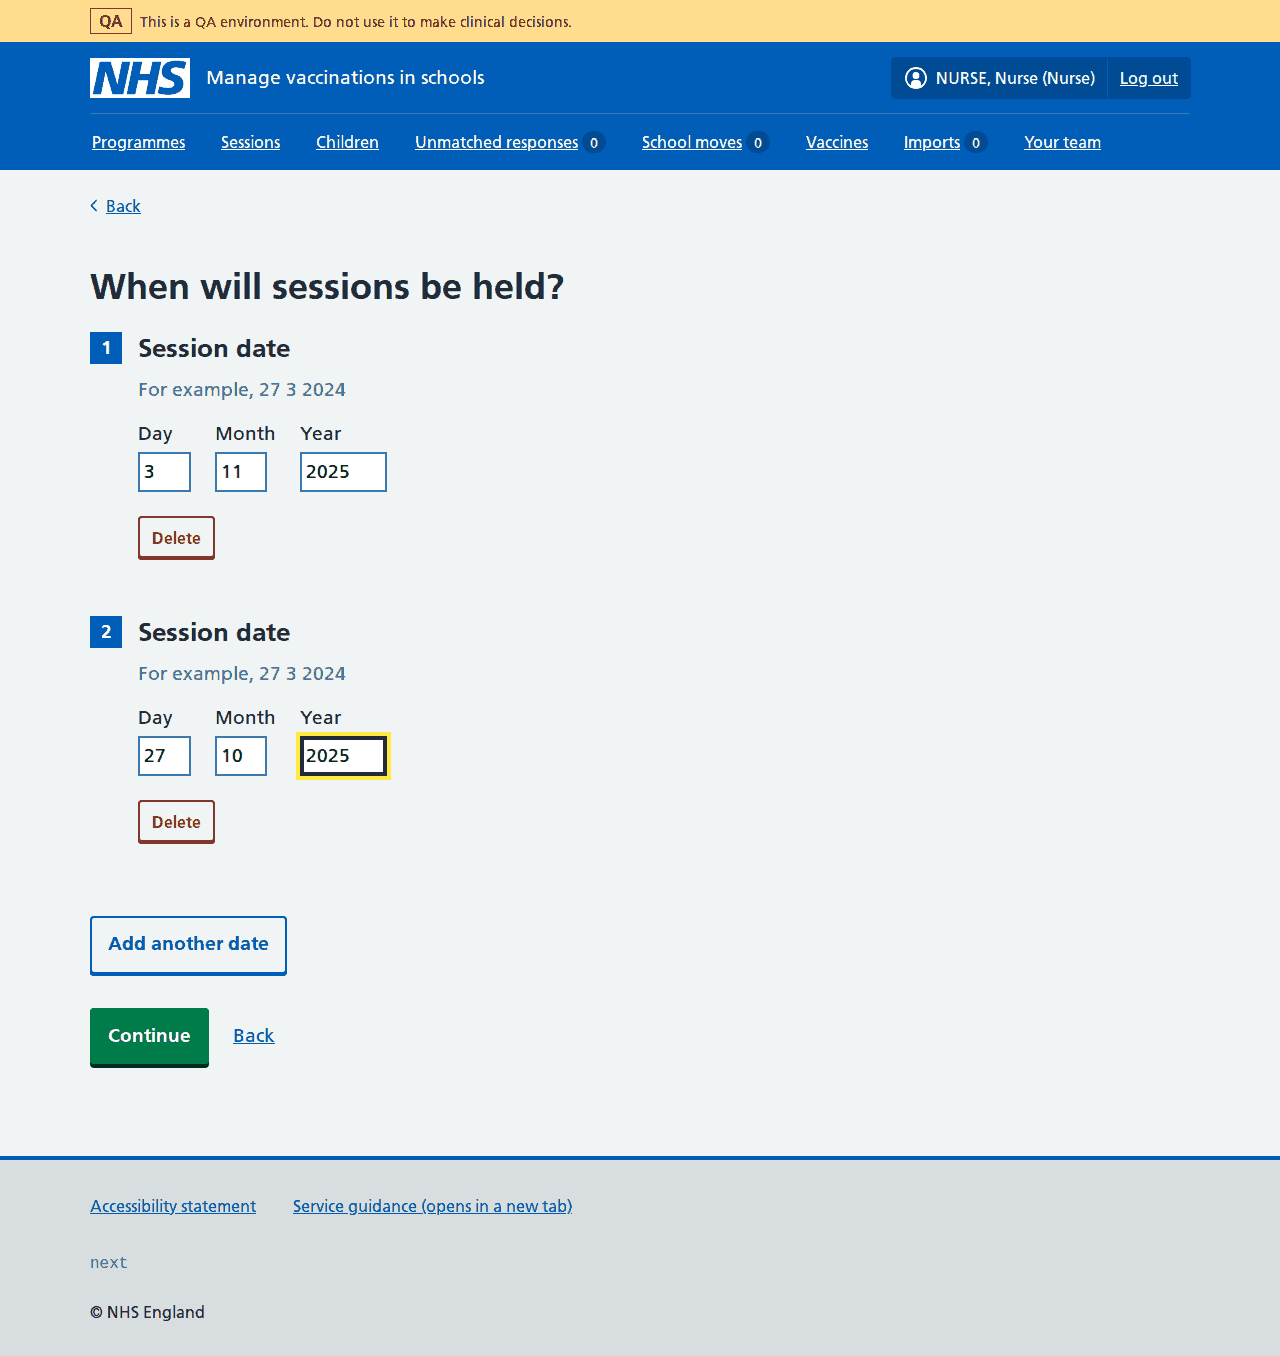 QA This is a QA environment. Do not use it to make clinical decisions.
NHS Manage vaccinations in schools NURSE, Nurse (Nurse) Log out
Programmes Sessions Children Unmatched responses 0 School moves 0 Vaccines Imports 0 Your team
Back
When will sessions be held?
1 Session date
For example, 27 3 2024
Day Month Year
3 11 2025
Delete
2 Session date
For example, 27 3 2024
Day Month Year
27 10 2025
Delete
Add another date
Continue Back
Accessibility statement Service guidance (opens in a new tab)
next
© NHS England